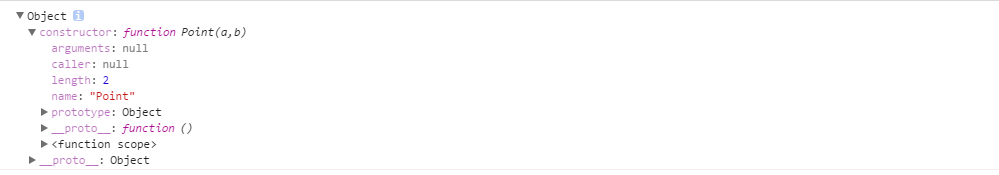 Object i
constructor: function Point(a,b)
arguments: null
caller: null
length: 2
name: "Point"
prototype: Object
__proto__: function ()
<function scope>
__proto__: Object